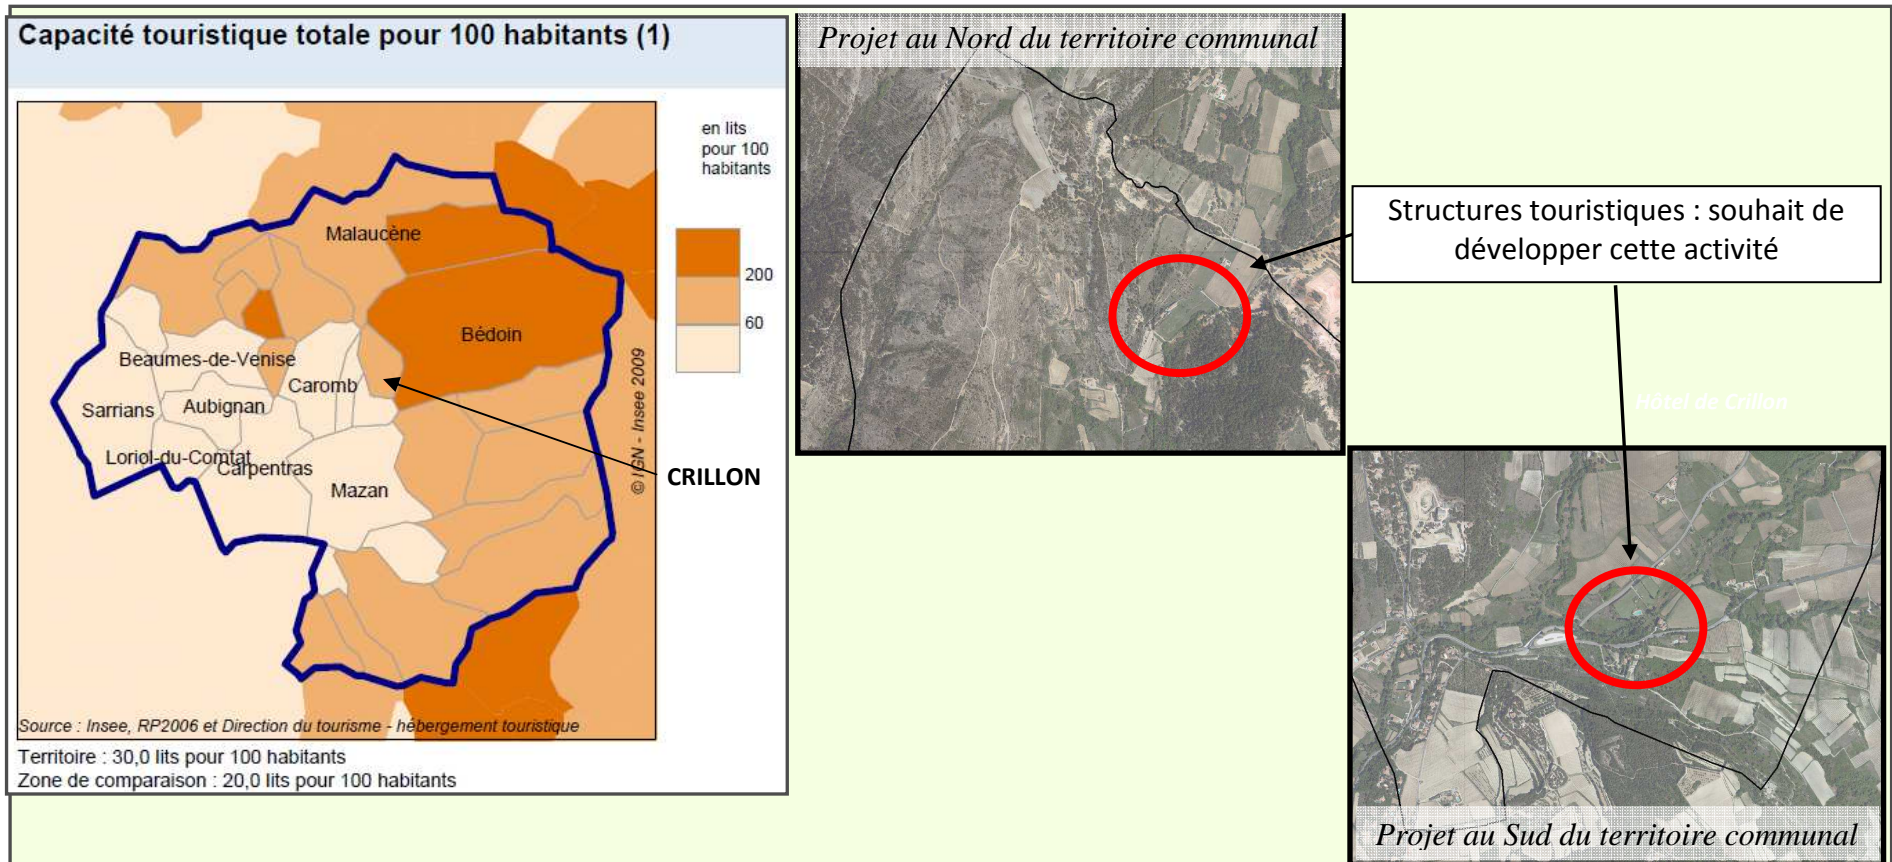 Capacité touristique totale pour 100 habitants (1)
en lits
pour 100
habitants
200
60
Malaucène
Bédoin
Beaumes-de-Venise
Caromb
Sarrians
Aubignan
Loriol-du-Comtat
Carpentras
Mazan
CRILLON
© IGN - Insee 2009
Source : Insee, RP2006 et Direction du tourisme - hébergement touristique
Territoire : 30,0 lits pour 100 habitants
Zone de comparaison : 20,0 lits pour 100 habitants
Projet au Nord du territoire communal
Structures touristiques : souhait de
développer cette activité
Hôtel de Crillon
Projet au Sud du territoire communal